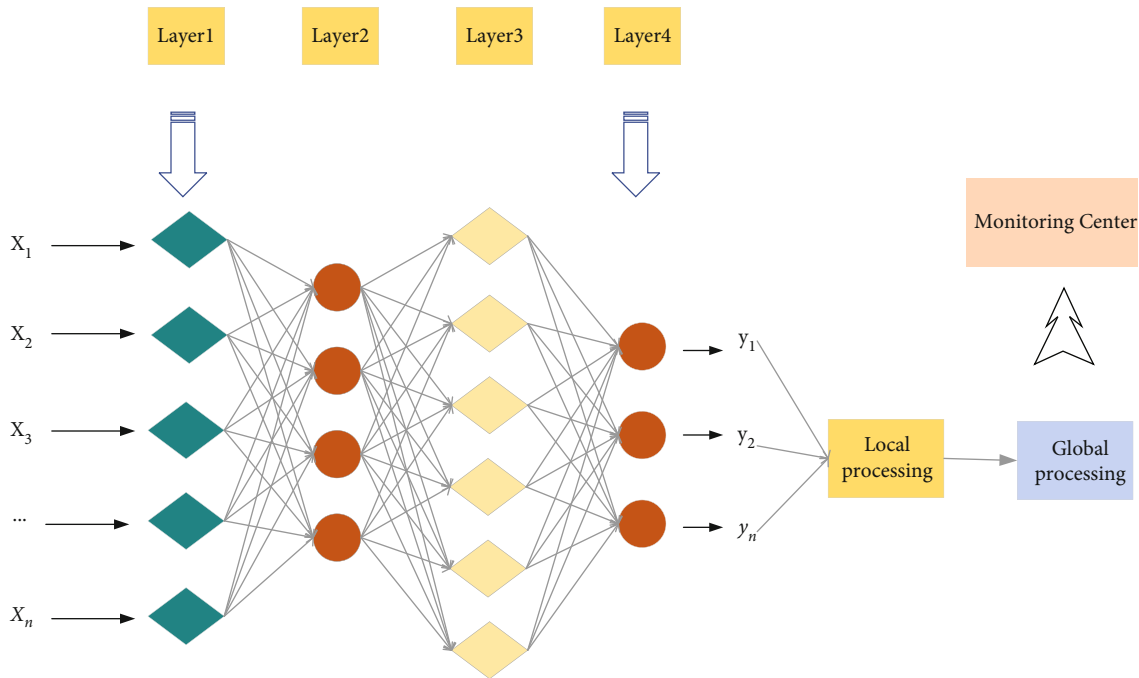 Layer1
Layer2
Layer3
Layer4
Monitoring Center
X₁
X₂
X₃
...
Xₙ
y₁
y₂
yₙ
Local
processing
Global
processing